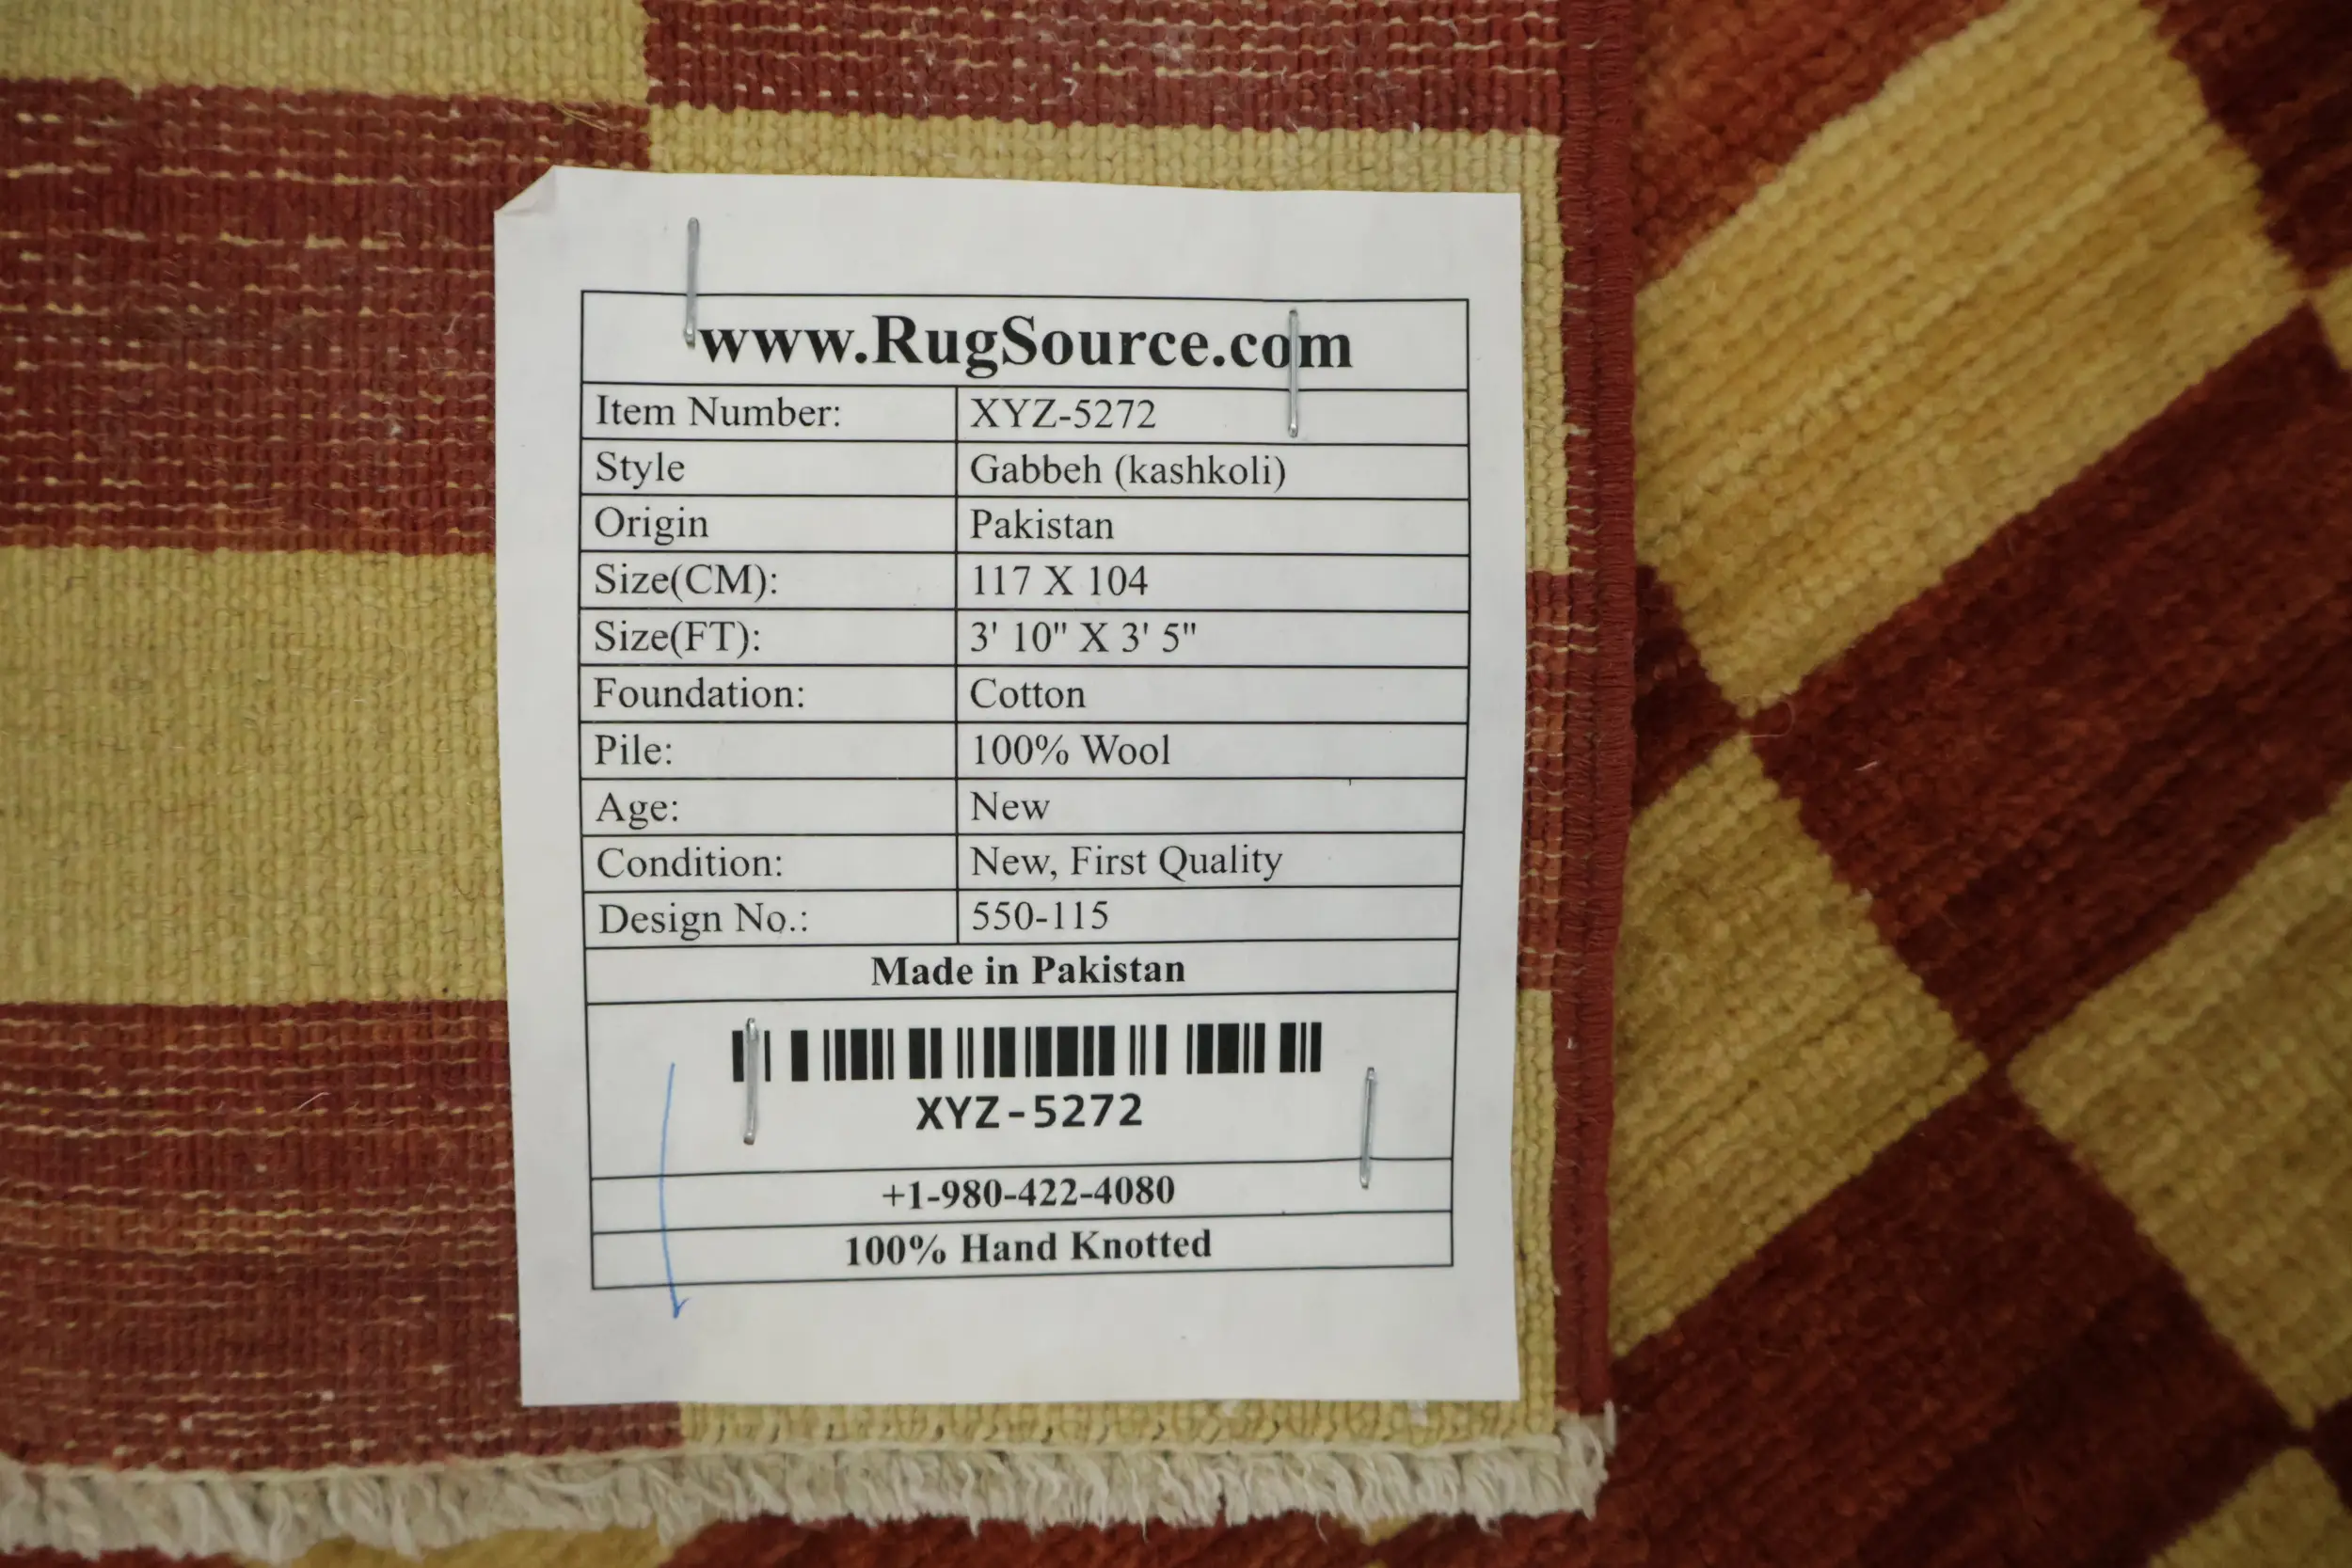 www.RugSource.com
Item Number: XYZ-5272
Style Gabbeh (kashkoli)
Origin Pakistan
Size(CM): 117 X 104
Size(FT): 3' 10" X 3' 5"
Foundation: Cotton
Pile: 100% Wool
Age: New
Condition: New, First Quality
Design No.: 550-115
Made in Pakistan
XYZ-5272
+1-980-422-4080
100% Hand Knotted